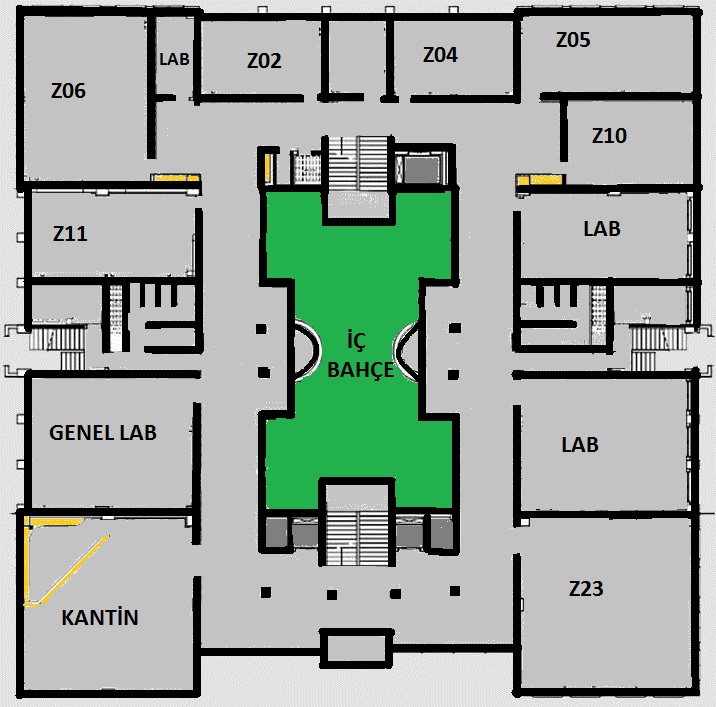 Z06
LAB
Z02
Z04
Z05
Z10
Z11
LAB
İÇ
BAHÇE
GENEL LAB
LAB
KANTİN
Z23